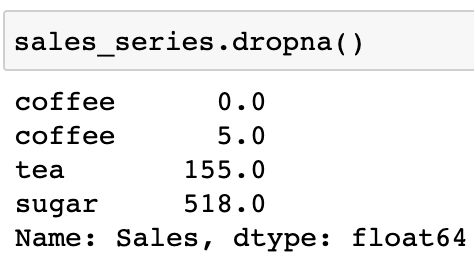 sales_series.dropna()
coffee 0.0
coffee 5.0
tea 155.0
sugar 518.0
Name: Sales, dtype: float64